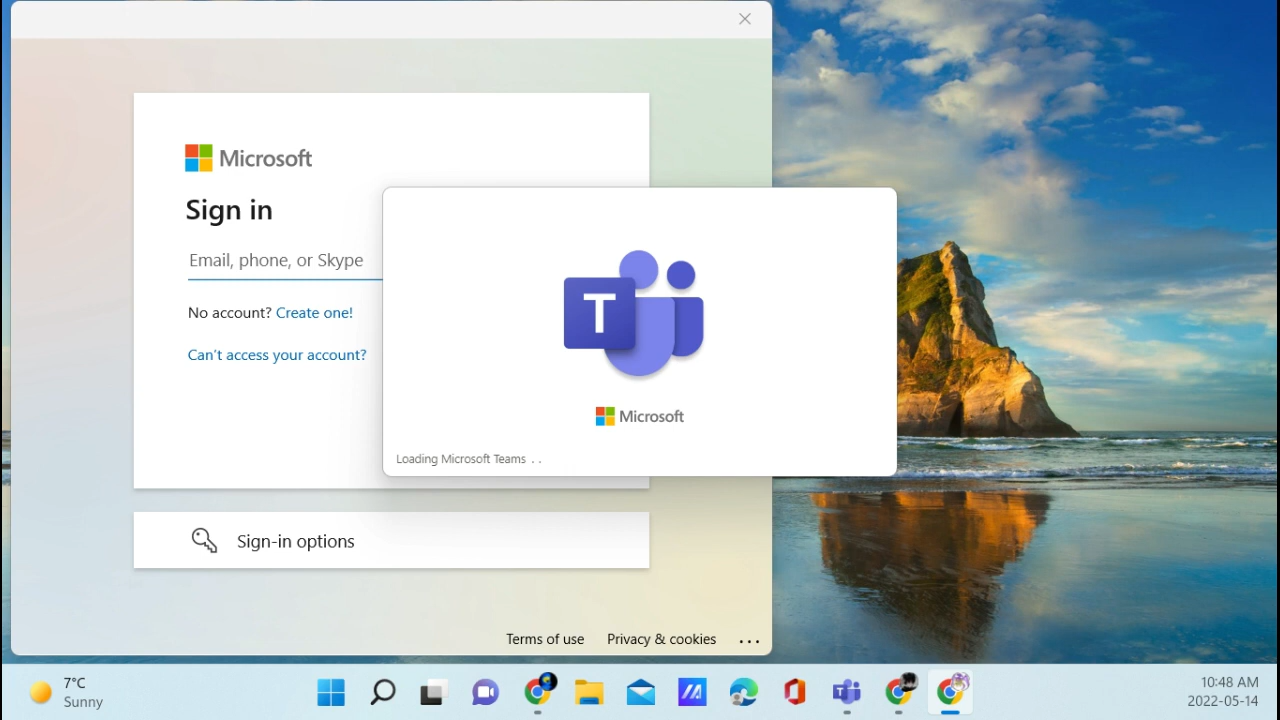 Microsoft
Sign in
Email, phone, or Skype
No account? Create one!
Can't access your account?
T
Microsoft
Loading Microsoft Teams . .
Sign-in options
Terms of use Privacy & cookies ...
7°C
Sunny
10:48 AM
2022-05-14